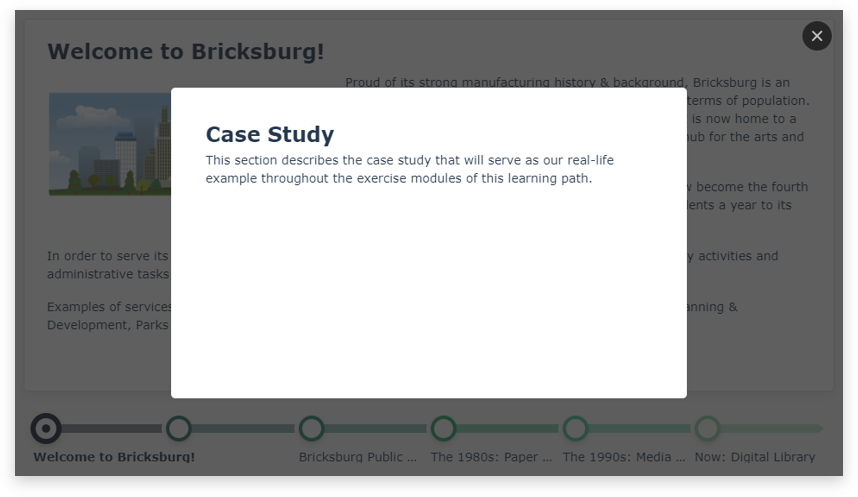 Welcome to Bricksburg!
Proud of its strong manufacturing history & background, Bricksburg is an
terms of population.
is now home to a
hub for the arts and
Case Study
This section describes the case study that will serve as our real-life
example throughout the exercise modules of this learning path.
become the fourth
a year to its
In order to serve its
activities and
administrative tasks
Examples of services
&
Development, Parks
Welcome to Bricksburg!
Bricksburg Public ...
The 1980s: Paper ...
The 1990s: Media ...
Now: Digital Library